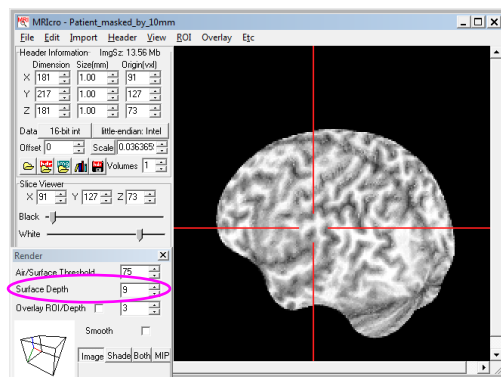 MRIcro - Patient_masked_by_10mm
File Edit Import Header View ROI Overlay Etc
Header Information ImgSz: 13.56 Mb
Dimension Size(mm) Origin(vxl)
X 181 1.00 91
Y 217 1.00 127
Z 181 1.00 73
Data 16-bit int little-endian: Intel
Offset 0 Scale 0.036365
Volumes 1
Slice Viewer
X 91 Y 127 Z 73
Black
White
Render X
Air/Surface Threshold 75
Surface Depth 9
Overlay ROI/Depth 3
Smooth
Image Shade Both MIP